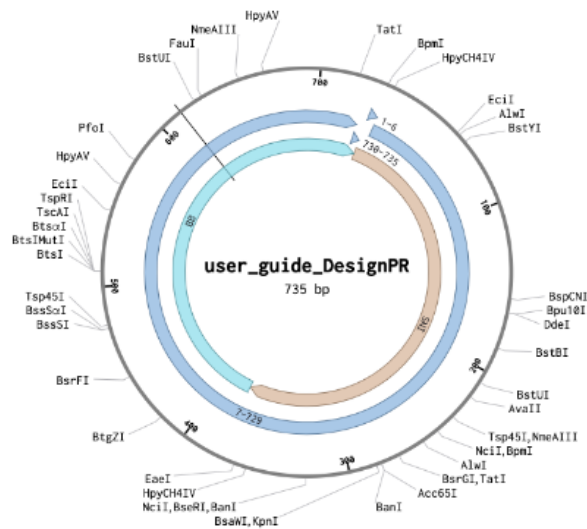 HpyAV
NmeAIII
FauI
BstUI
TatI
BpmI
HpyCH4IV
EciI
AlwI
BstYI
700
600
PfoI
HpyAV
EciI
TspRI
TscAI
BtsαI
BtsIMutI
BtsI
1-6
730-735
100
BB
user_guide_DesignPR
735 bp
500
Tsp45I
BssSαI
BssSI
BspCNI
Bpu10I
DdeI
INS
BstBI
200
BsrFI
BstUI
AvaII
7-729
BtgZI
400
Tsp45I,NmeAIII
NciI,BpmI
AlwI
BsrGI,TatI
300
Acc65I
BanI
EaeI
HpyCH4IV
NciI,BseRI,BanI
BsaWI,KpnI